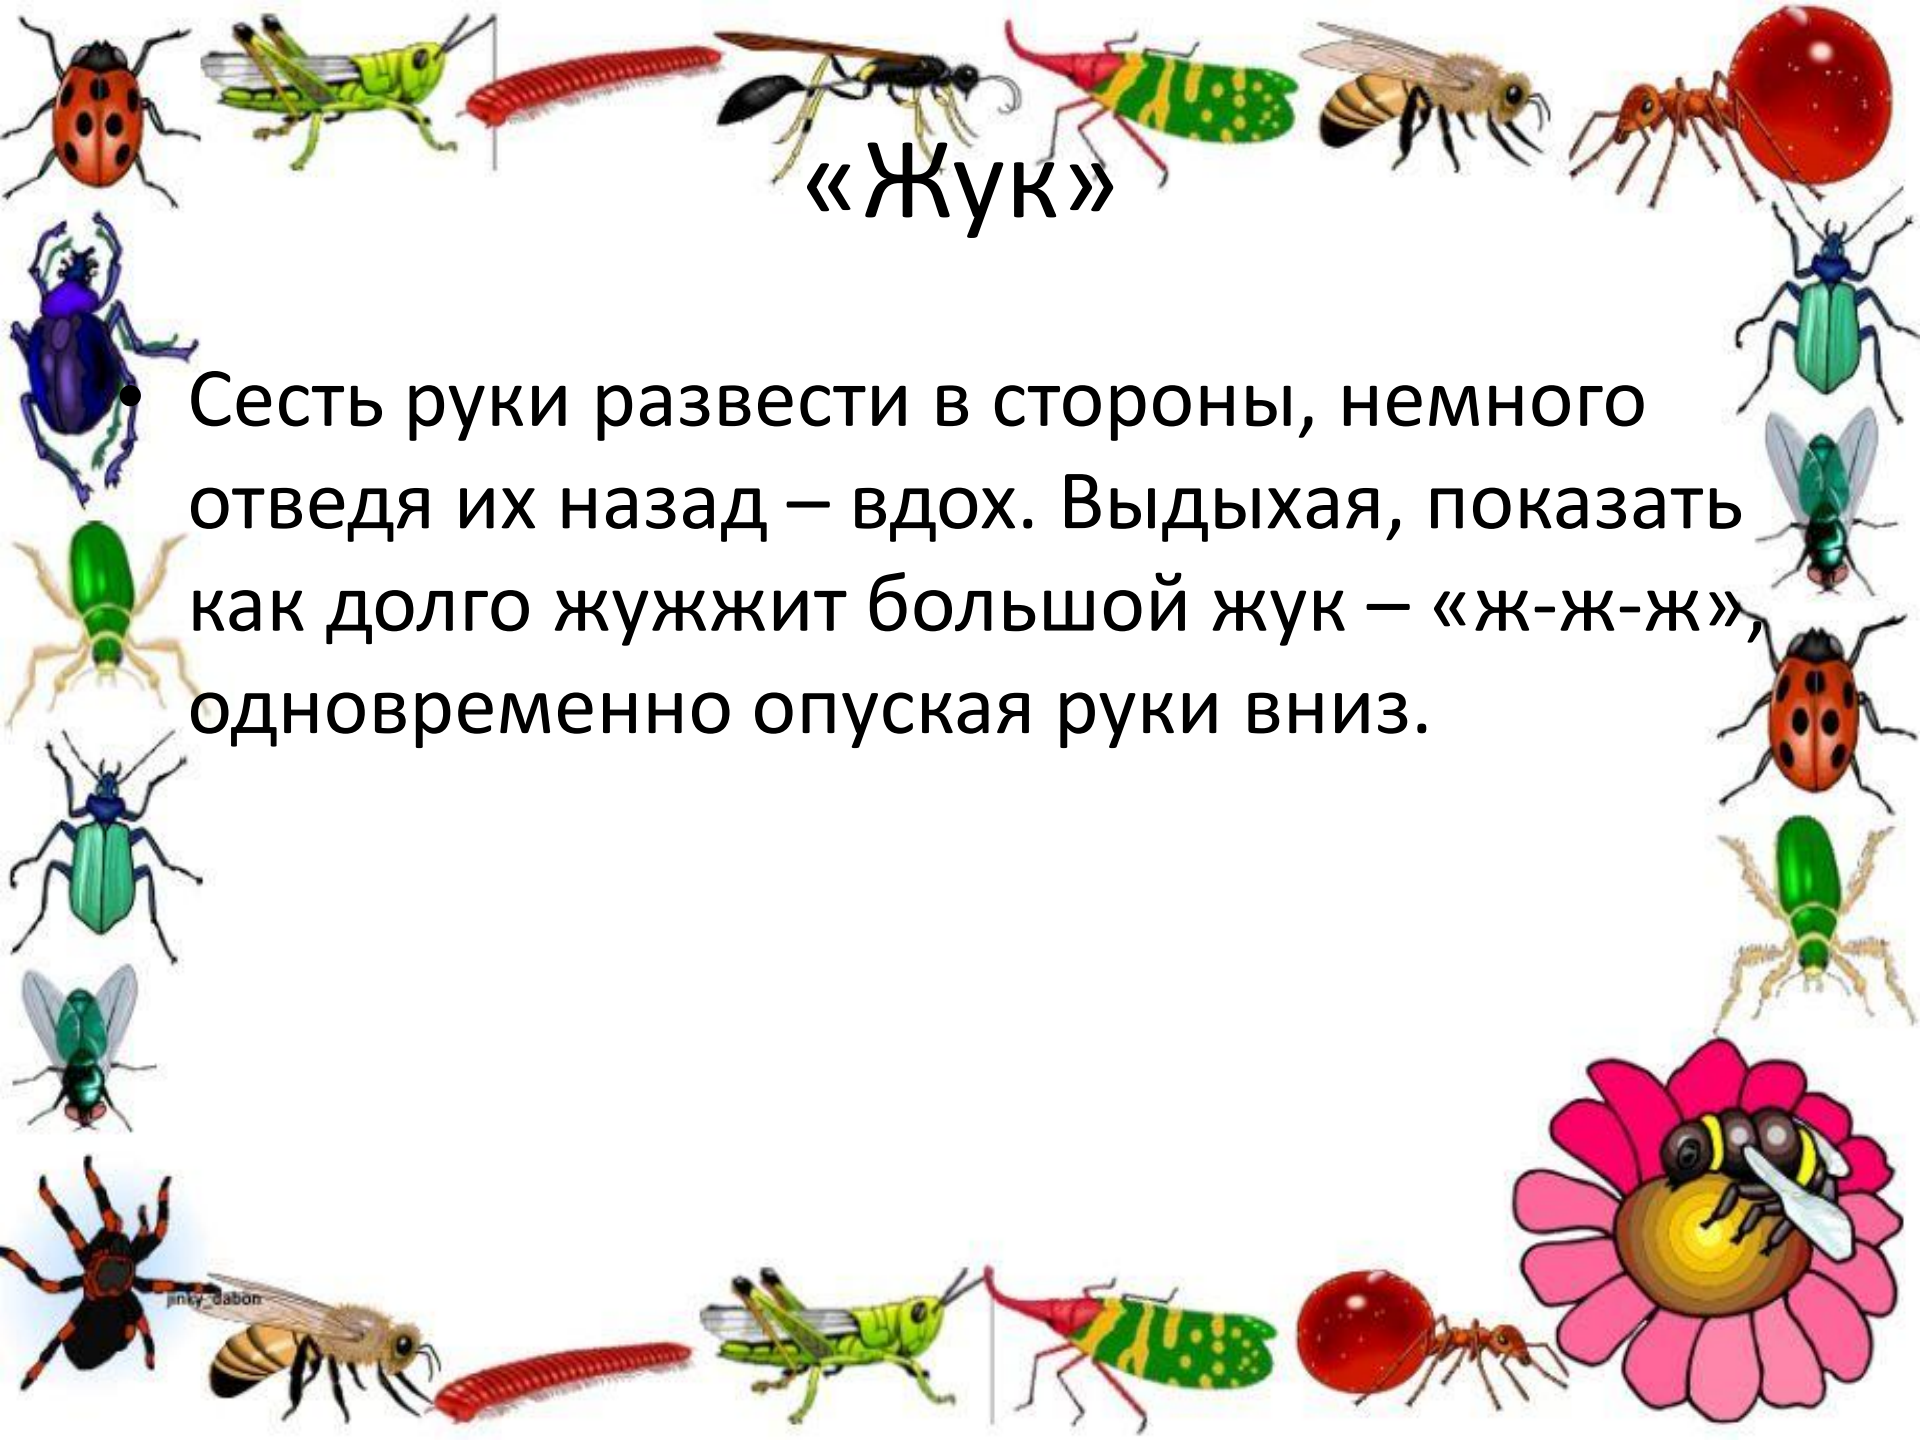 «Жук»
• Сесть руки развести в стороны, немного
отведя их назад – вдох. Выдыхая, показать
как долго жужжит большой жук – «ж-ж-ж»,
одновременно опуская руки вниз.
jinky_dabon